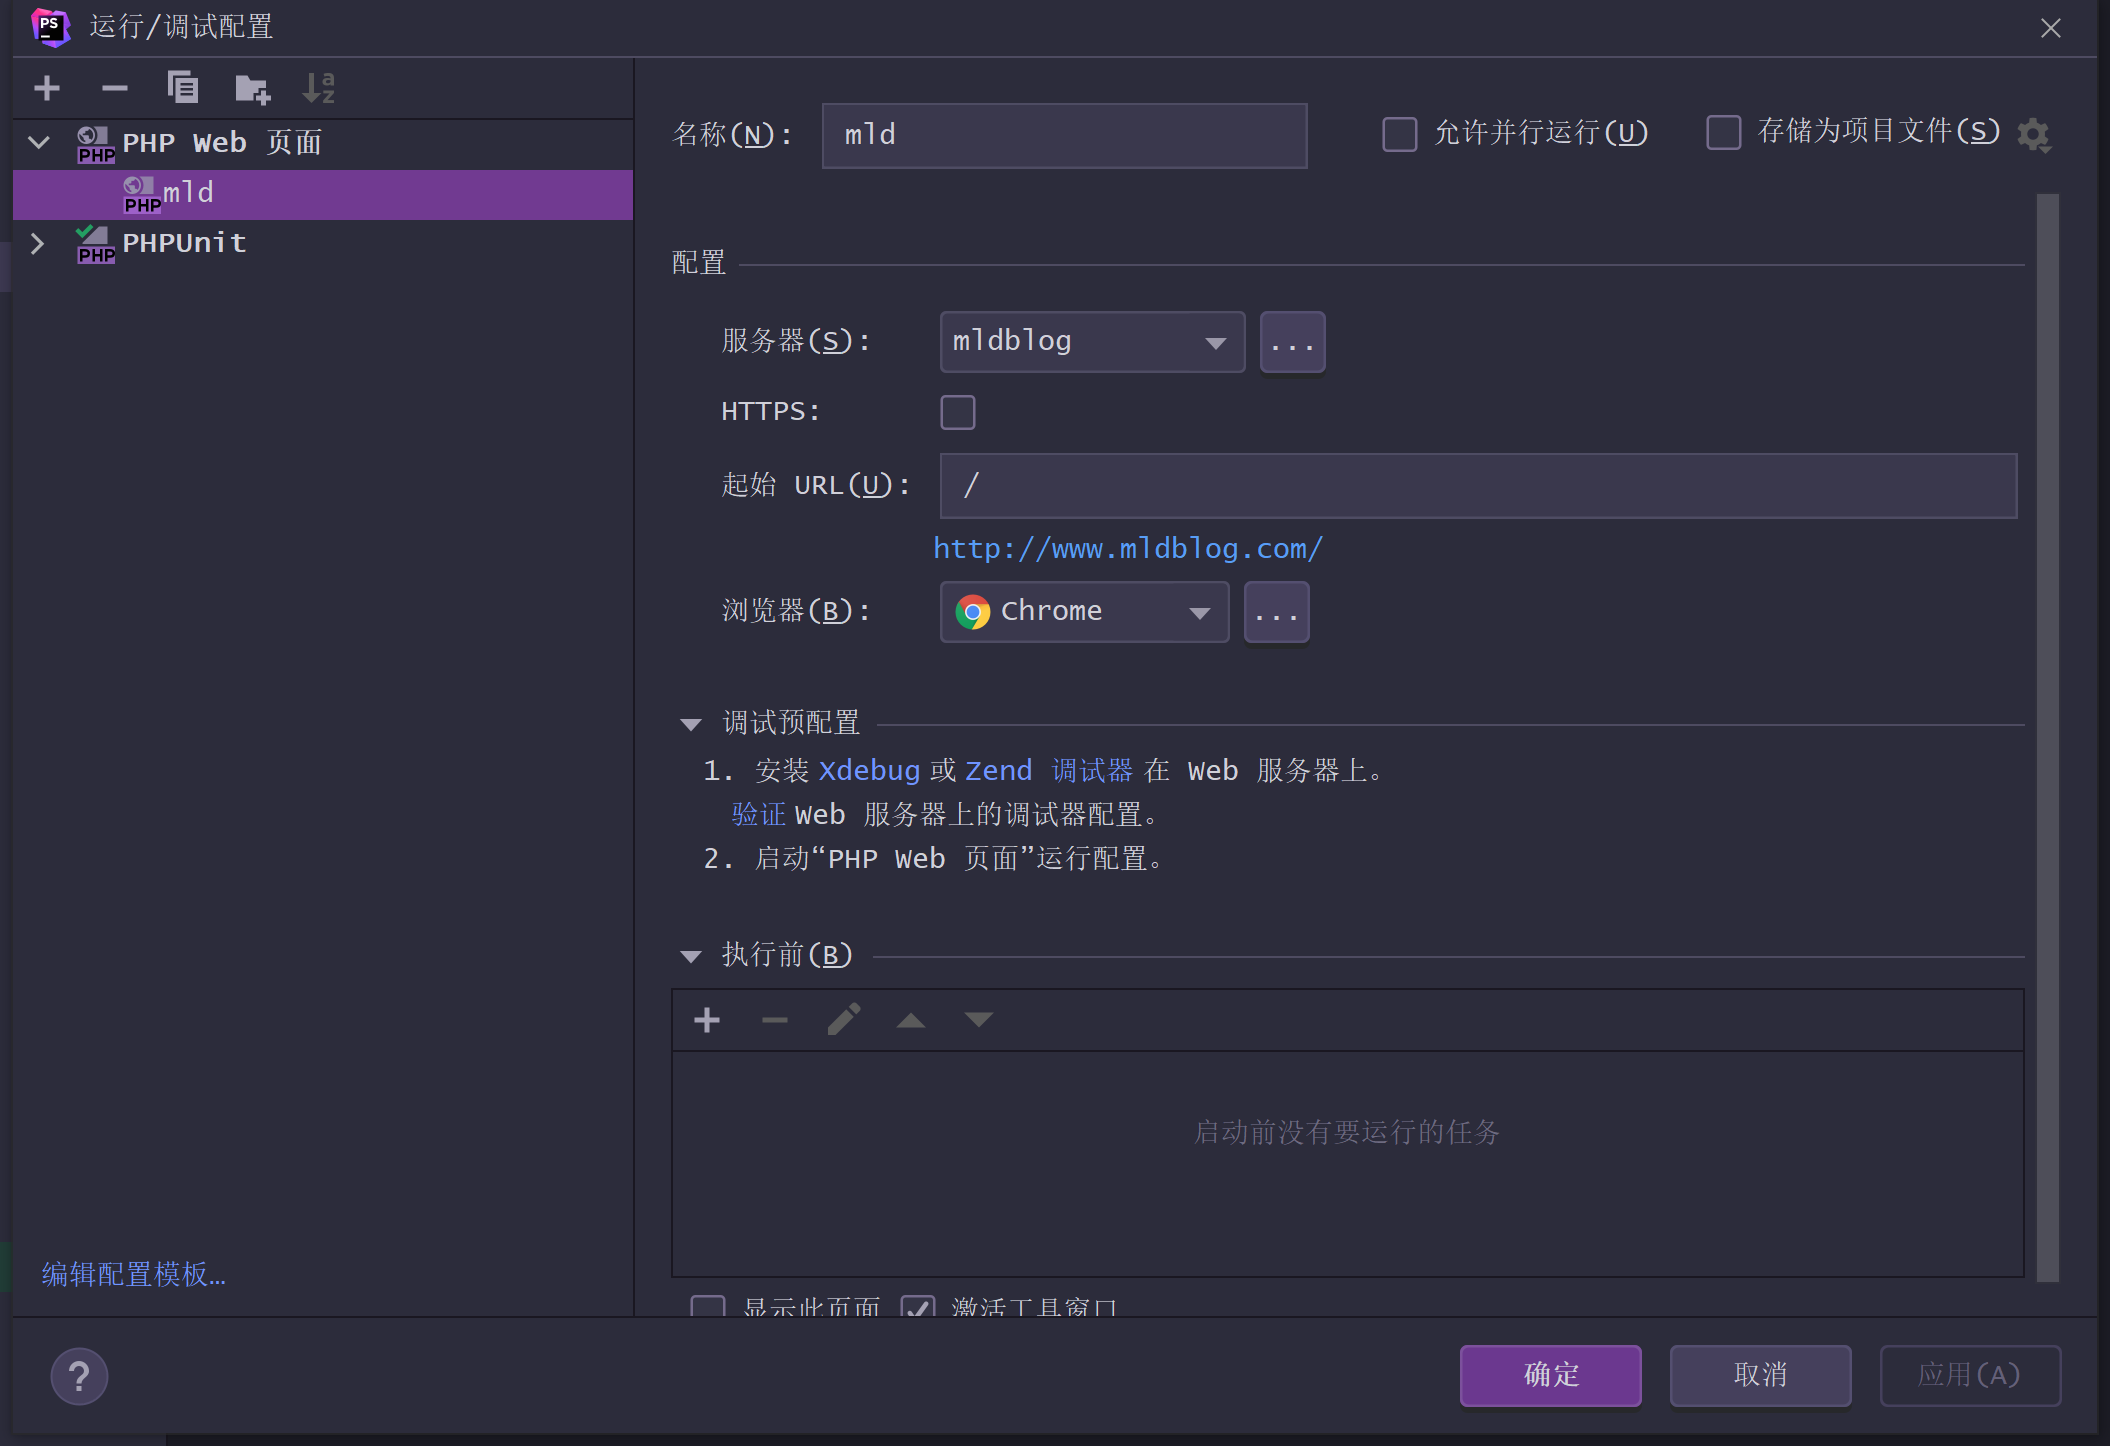 PS 运行/调试配置
PHP PHP Web 页面
PHP mld
PHP PHPUnit
编辑配置模板...
名称(N): mld 允许并行运行(U) 存储为项目文件(S)
配置
服务器(S): mldblog ...
HTTPS:
起始 URL(U): /
http://www.mldblog.com/
浏览器(B): Chrome ...
调试预配置
1. 安装 Xdebug 或 Zend 调试器 在 Web 服务器上。
验证 Web 服务器上的调试器配置。
2. 启动“PHP Web 页面”运行配置。
执行前(B)
启动前没有要运行的任务
显示此页面 激活工具窗口
? 确定 取消 应用(A)